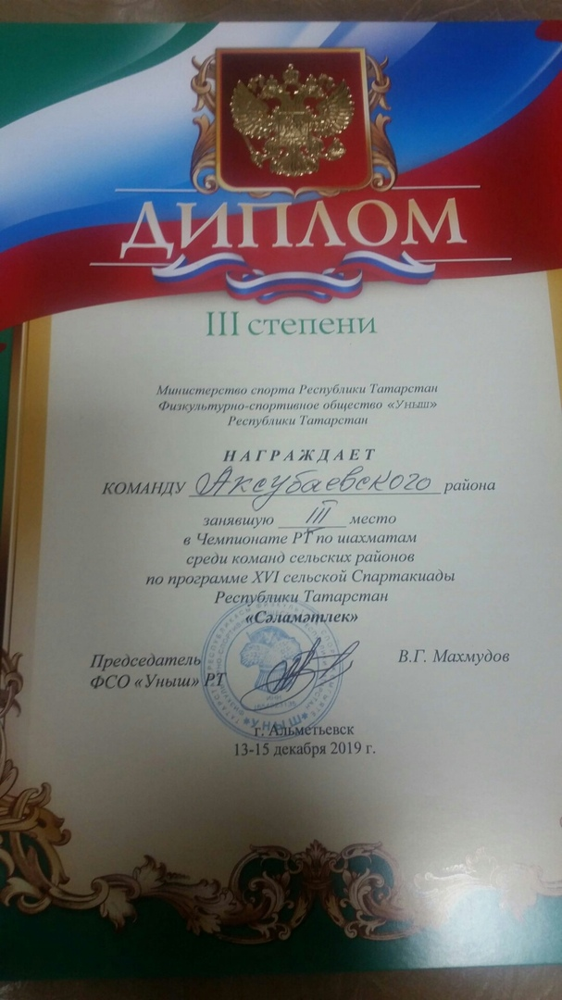 ДИПЛОМ
III степени
Министерство спорта Республики Татарстан
Физкультурно-спортивное общество «Уныш»
Республики Татарстан
НАГРАЖДАЕТ
КОМАНДУ Аксубаевского района
занявшую III место
в Чемпионате РТ по шахматам
среди команд сельских районов
по программе XVI сельской Спартакиады
Республики Татарстан
«Сәламәтлек»
Председатель В.Г. Махмудов
ФСО «Уныш» РТ
г. Альметьевск
13-15 декабря 2019 г.